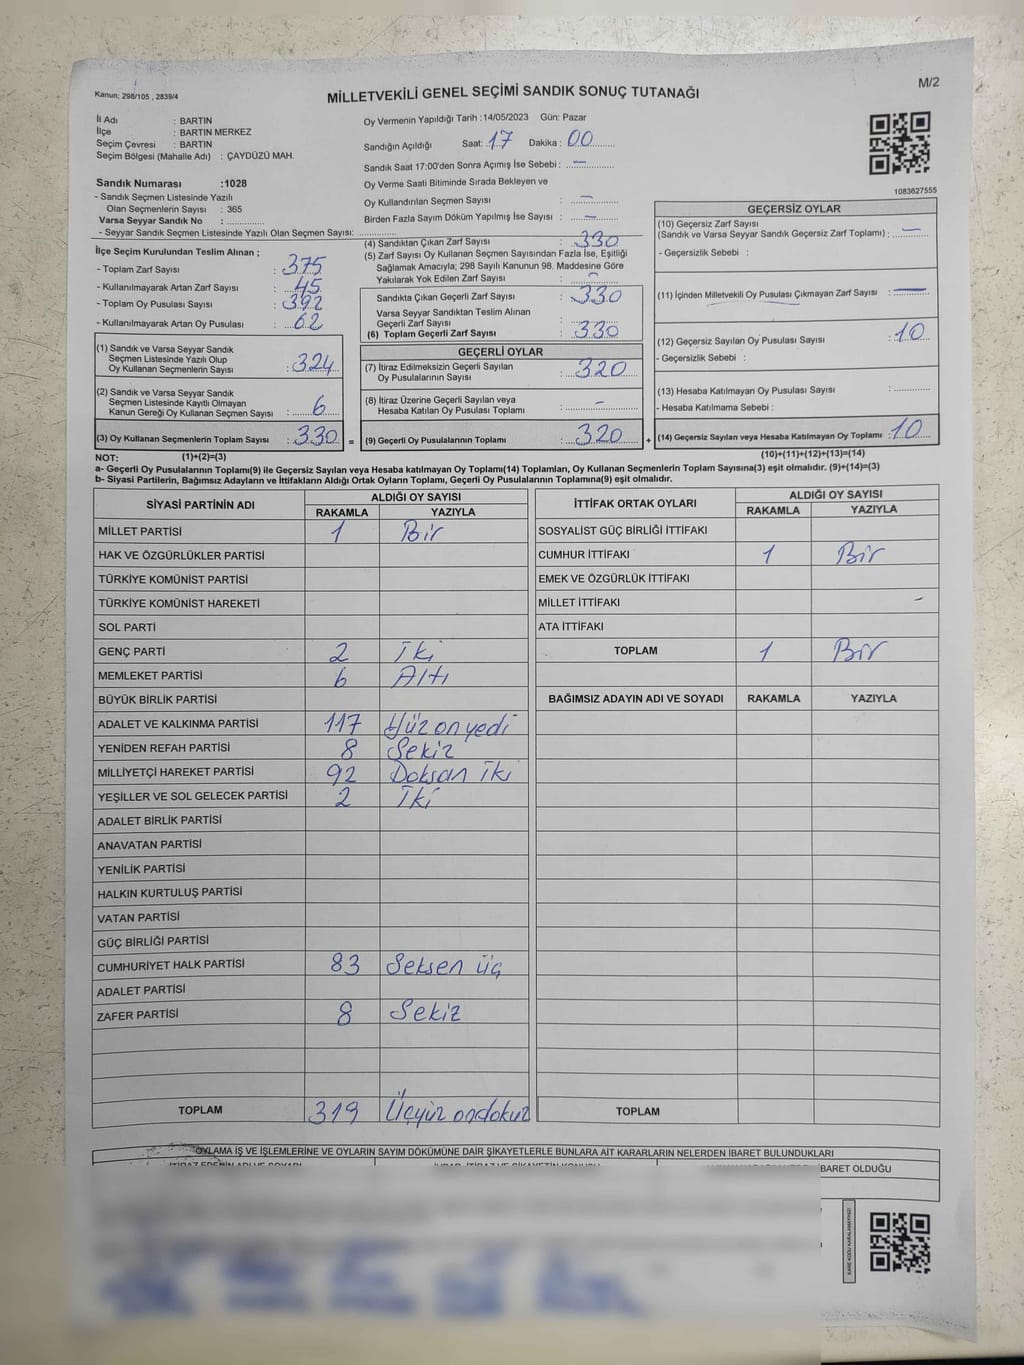 Kanun: 298/105 , 2839/4
MİLLETVEKİLİ GENEL SEÇİMİ SANDIK SONUÇ TUTANAĞI
M/2
İl Adı : BARTIN
İlçe : BARTIN MERKEZ
Seçim Çevresi : BARTIN
Seçim Bölgesi (Mahalle Adı) : ÇAYDÜZÜ MAH.
Sandık Numarası :1028
- Sandık Seçmen Listesinde Yazılı
Olan Seçmenlerin Sayısı : 365
Varsa Seyyar Sandık No : ..............
- Seyyar Sandık Seçmen Listesinde Yazılı Olan Seçmen Sayısı: ..............
Oy Vermenin Yapıldığı Tarih :14/05/2023 Gün: Pazar
Sandığın Açıldığı Saat: 17 Dakika : 00
Sandık Saat 17:00'den Sonra Açımış İse Sebebi : —
Oy Verme Saati Bitiminde Sırada Bekleyen ve
Oy Kullandırılan Seçmen Sayısı : —
Birden Fazla Sayım Döküm Yapılmış İse Sayısı : —
1083627555
İlçe Seçim Kurulundan Teslim Alınan ;
- Toplam Zarf Sayısı : 375
- Kullanılmayarak Artan Zarf Sayısı : 45
- Toplam Oy Pusulası Sayısı : 392
- Kullanılmayarak Artan Oy Pusulası : 62
(1) Sandık ve Varsa Seyyar Sandık
Seçmen Listesinde Yazılı Olup
Oy Kullanan Seçmenlerin Sayısı : 324
(2) Sandık ve Varsa Seyyar Sandık
Seçmen Listesinde Kayıtlı Olmayan
Kanun Gereği Oy Kullanan Seçmen Sayısı : 6
(3) Oy Kullanan Seçmenlerin Toplam Sayısı : 330 =
(4) Sandıktan Çıkan Zarf Sayısı : 330
(5) Zarf Sayısı Oy Kullanan Seçmen Sayısından Fazla İse, Eşitliği
Sağlamak Amacıyla; 298 Sayılı Kanunun 98. Maddesine Göre
Yakılarak Yok Edilen Zarf Sayısı : —
Sandıkta Çıkan Geçerli Zarf Sayısı : 330
Varsa Seyyar Sandıktan Teslim Alınan
Geçerli Zarf Sayısı : ..............
(6) Toplam Geçerli Zarf Sayısı : 330
GEÇERLİ OYLAR
(7) İtiraz Edilmeksizin Geçerli Sayılan
Oy Pusulalarının Sayısı : 320
(8) İtiraz Üzerine Geçerli Sayılan veya
Hesaba Katılan Oy Pusulası Toplamı : —
(9) Geçerli Oy Pusulalarının Toplamı : 320 +
GEÇERSİZ OYLAR
(10) Geçersiz Zarf Sayısı
(Sandık ve Varsa Seyyar Sandık Geçersiz Zarf Toplamı) : —
- Geçersizlik Sebebi :
(11) İçinden Milletvekili Oy Pusulası Çıkmayan Zarf Sayısı : —
(12) Geçersiz Sayılan Oy Pusulası Sayısı : 10
- Geçersizlik Sebebi :
(13) Hesaba Katılmayan Oy Pusulası Sayısı : ..............
- Hesaba Katılmama Sebebi :
(14) Geçersiz Sayılan veya Hesaba Katılmayan Oy Toplamı : 10
NOT: (1)+(2)=(3)
(10)+(11)+(12)+(13)=(14)
a- Geçerli Oy Pusulalarının Toplamı(9) ile Geçersiz Sayılan veya Hesaba katılmayan Oy Toplamı(14) Toplamları, Oy Kullanan Seçmenlerin Toplam Sayısına(3) eşit olmalıdır. (9)+(14)=(3)
b- Siyasi Partilerin, Bağımsız Adayların ve İttifakların Aldığı Ortak Oyların Toplamı, Geçerli Oy Pusulalarının Toplamına(9) eşit olmalıdır.
SİYASİ PARTİNİN ADI ALDIĞI OY SAYISI
RAKAMLA YAZIYLA
MİLLET PARTİSİ 1 Bir
HAK VE ÖZGÜRLÜKLER PARTİSİ
TÜRKİYE KOMÜNİST PARTİSİ
TÜRKİYE KOMÜNİST HAREKETİ
SOL PARTİ
GENÇ PARTİ 2 İki
MEMLEKET PARTİSİ 6 Altı
BÜYÜK BİRLİK PARTİSİ
ADALET VE KALKINMA PARTİSİ 117 Yüz onyedi
YENİDEN REFAH PARTİSİ 8 Sekiz
MİLLİYETÇİ HAREKET PARTİSİ 92 Doksan iki
YEŞİLLER VE SOL GELECEK PARTİSİ 2 İki
ADALET BİRLİK PARTİSİ
ANAVATAN PARTİSİ
YENİLİK PARTİSİ
HALKIN KURTULUŞ PARTİSİ
VATAN PARTİSİ
GÜÇ BİRLİĞİ PARTİSİ
CUMHURİYET HALK PARTİSİ 83 Seksen üç
ADALET PARTİSİ
ZAFER PARTİSİ 8 Sekiz
TOPLAM 319 Üçyüz ondokuz
İTTİFAK ORTAK OYLARI ALDIĞI OY SAYISI
RAKAMLA YAZIYLA
SOSYALİST GÜÇ BİRLİĞİ İTTİFAKI
CUMHUR İTTİFAKI 1 Bir
EMEK VE ÖZGÜRLÜK İTTİFAKI
MİLLET İTTİFAKI
ATA İTTİFAKI
TOPLAM 1 Bir
BAĞIMSIZ ADAYIN ADI VE SOYADI RAKAMLA YAZIYLA
TOPLAM
OYLAMA İŞ VE İŞLEMLERİNE VE OYLARIN SAYIM DÖKÜMÜNE DAİR ŞİKAYETLERLE BUNLARA AİT KARARLARIN NELERDEN İBARET BULUNDUKLARI
BARET OLDUĞU
KARE KODU KARALAMAYINIZ!